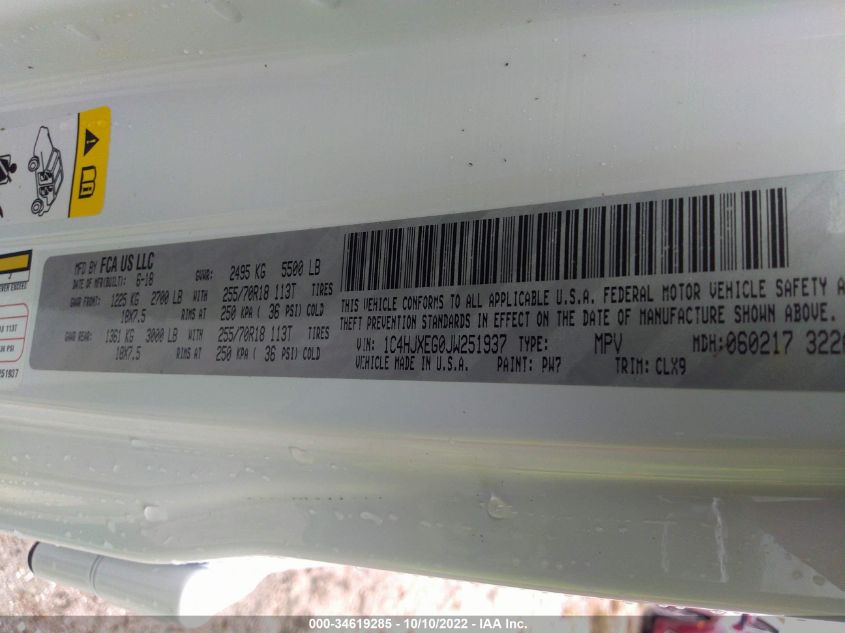 MFD BY FCA US LLC
DATE OF MFR(BUILT): 6-18 GVWR: 2495 KG 5500 LB
GAWR FRONT: 1225 KG 2700 LB WITH 255/70R18 113T TIRES
18X7.5 RIMS AT 250 KPA ( 36 PSI) COLD
GAWR REAR: 1361 KG 3000 LB WITH 255/70R18 113T TIRES
18X7.5 RIMS AT 250 KPA ( 36 PSI) COLD
THIS VEHICLE CONFORMS TO ALL APPLICABLE U.S.A. FEDERAL MOTOR VEHICLE SAFETY A
THEFT PREVENTION STANDARDS IN EFFECT ON THE DATE OF MANUFACTURE SHOWN ABOVE.
VIN: 1C4HJXEG0JW251937 TYPE: MPV MDH: 060217 322
VEHICLE MADE IN U.S.A. PAINT: PW7 TRIM: CLX9
113T
PSI
251937
000-34619285 - 10/10/2022 - IAA Inc.